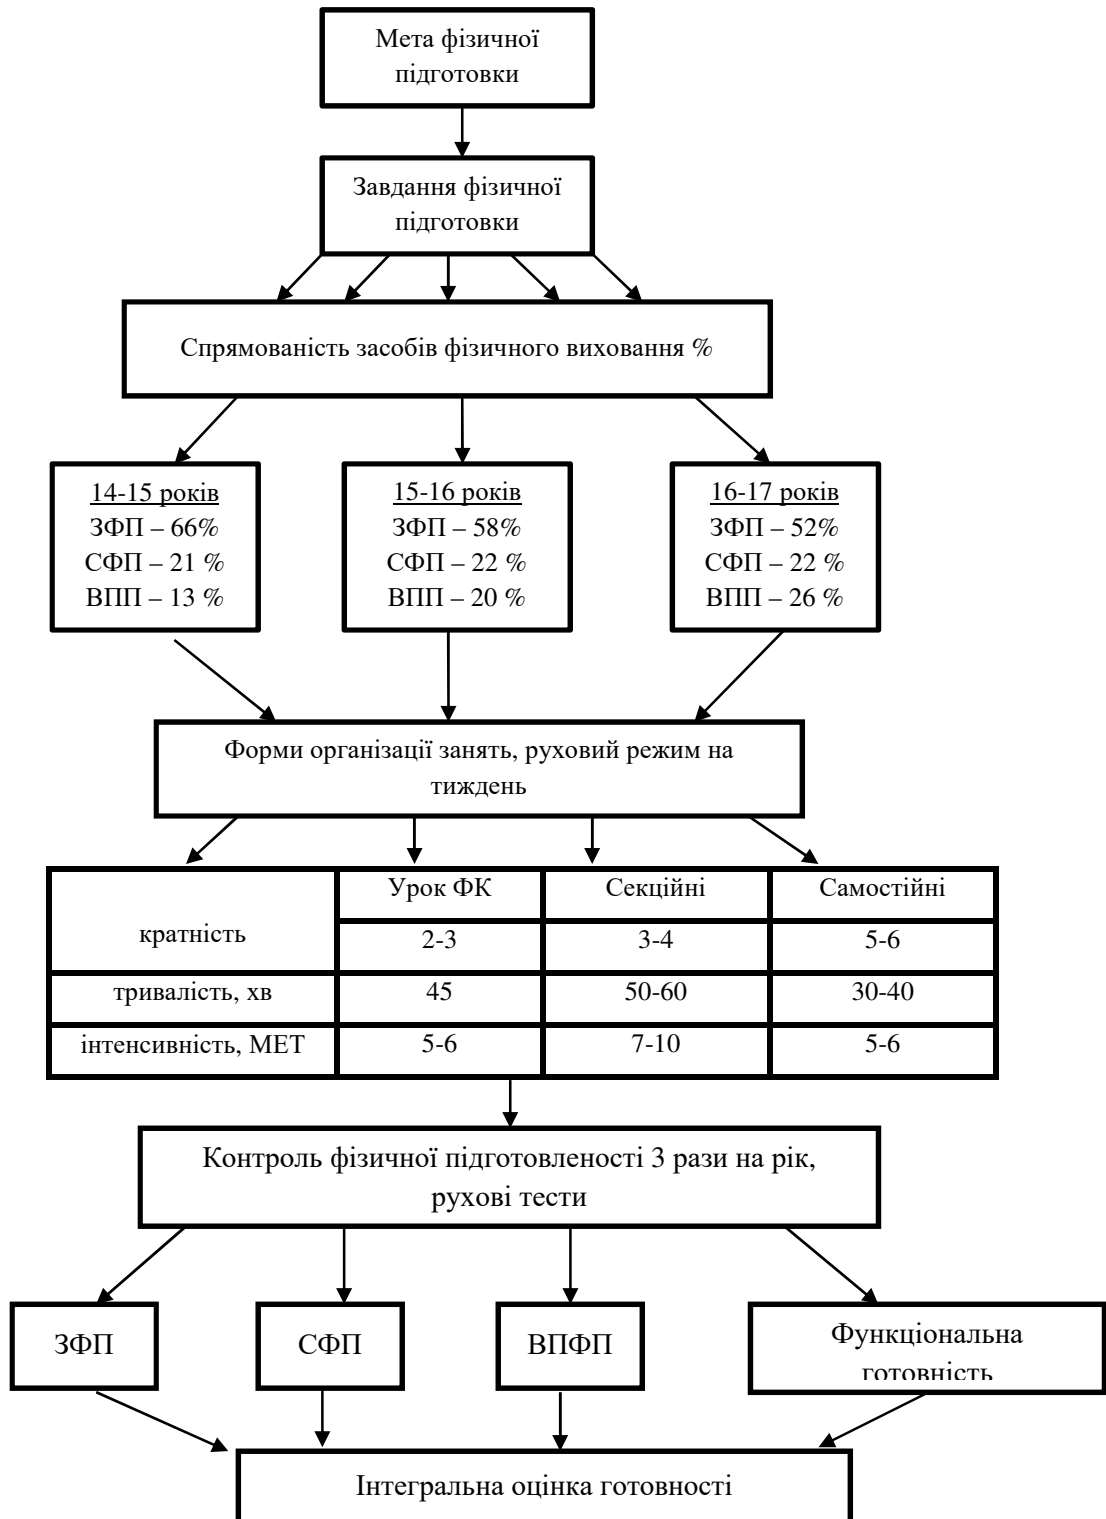 Мета фізичної
підготовки
Завдання фізичної
підготовки
Спрямованість засобів фізичного виховання %
14-15 років
ЗФП – 66%
СФП – 21 %
ВПП – 13 %
15-16 років
ЗФП – 58%
СФП – 22 %
ВПП – 20 %
16-17 років
ЗФП – 52%
СФП – 22 %
ВПП – 26 %
Форми організації занять, руховий режим на
тиждень
кратність
Урок ФК
Секційні
Самостійні
2-3
3-4
5-6
тривалість, хв
45
50-60
30-40
інтенсивність, МЕТ
5-6
7-10
5-6
Контроль фізичної підготовленості 3 рази на рік,
рухові тести
ЗФП
СФП
ВПФП
Функціональна
готовність
Інтегральна оцінка готовності